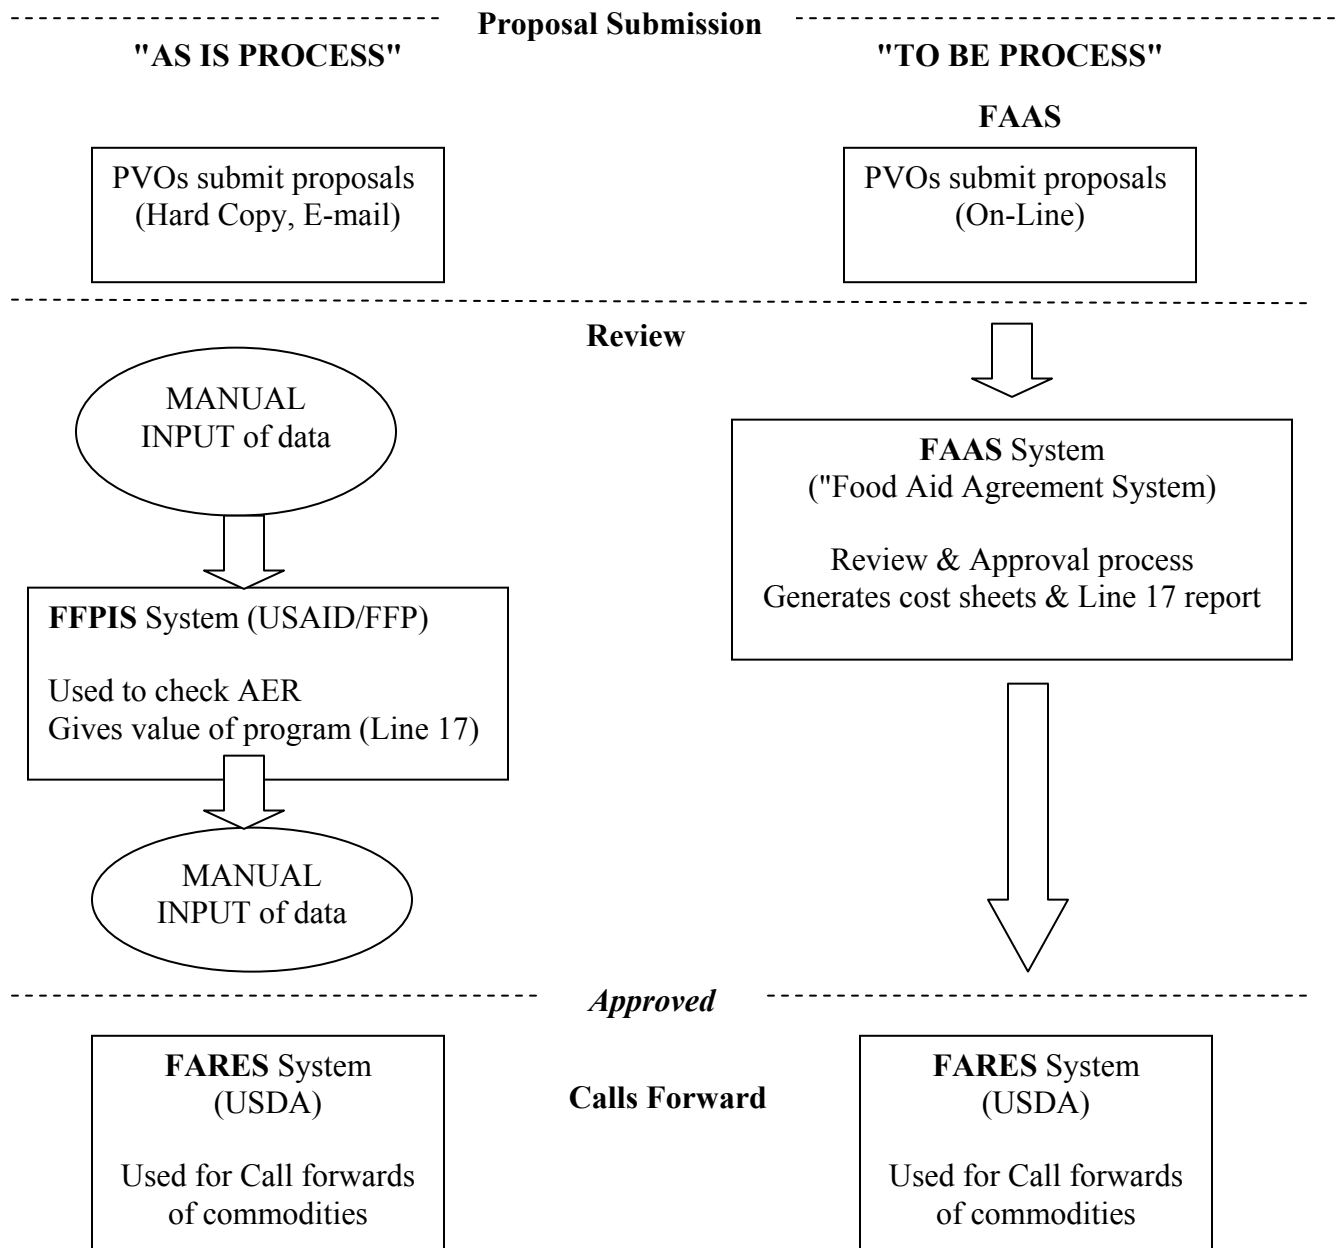 Proposal Submission
"AS IS PROCESS"
"TO BE PROCESS"
FAAS
PVOs submit proposals
(Hard Copy, E-mail)
PVOs submit proposals
(On-Line)
Review
MANUAL
INPUT of data
FAAS System
("Food Aid Agreement System)
Review & Approval process
Generates cost sheets & Line 17 report
FFPIS System (USAID/FFP)
Used to check AER
Gives value of program (Line 17)
MANUAL
INPUT of data
Approved
FARES System
(USDA)
Used for Call forwards
of commodities
Calls Forward
FARES System
(USDA)
Used for Call forwards
of commodities